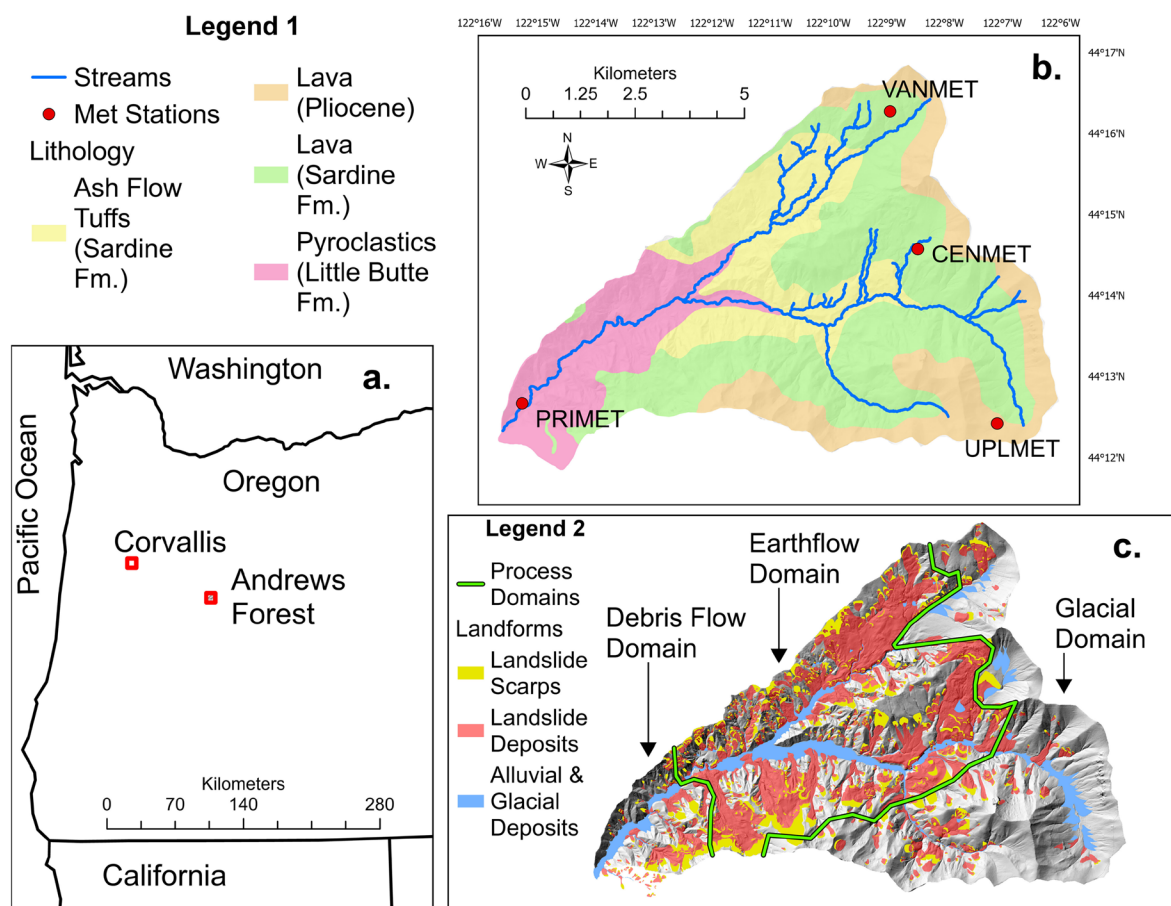 Legend 1
Streams
Met Stations
Lithology
Ash Flow
Tuffs
(Sardine
Fm.)
Lava
(Pliocene)
Lava
(Sardine
Fm.)
Pyroclastics
(Little Butte
Fm.)
122°16'W 122°15'W 122°14'W 122°13'W 122°12'W 122°11'W 122°10'W 122°9'W 122°8'W 122°7'W 122°6'W
b.
Kilometers
0 1.25 2.5 5
N
W E
S
VANMET
CENMET
PRIMET
UPLMET
44°17'N
44°16'N
44°15'N
44°14'N
44°13'N
44°12'N
a.
Washington
Pacific Ocean
Oregon
Corvallis
Andrews
Forest
Kilometers
0 70 140 280
California
Legend 2
Process
Domains
Landforms
Landslide
Scarps
Landslide
Deposits
Alluvial &
Glacial
Deposits
c.
Debris Flow
Domain
Earthflow
Domain
Glacial
Domain